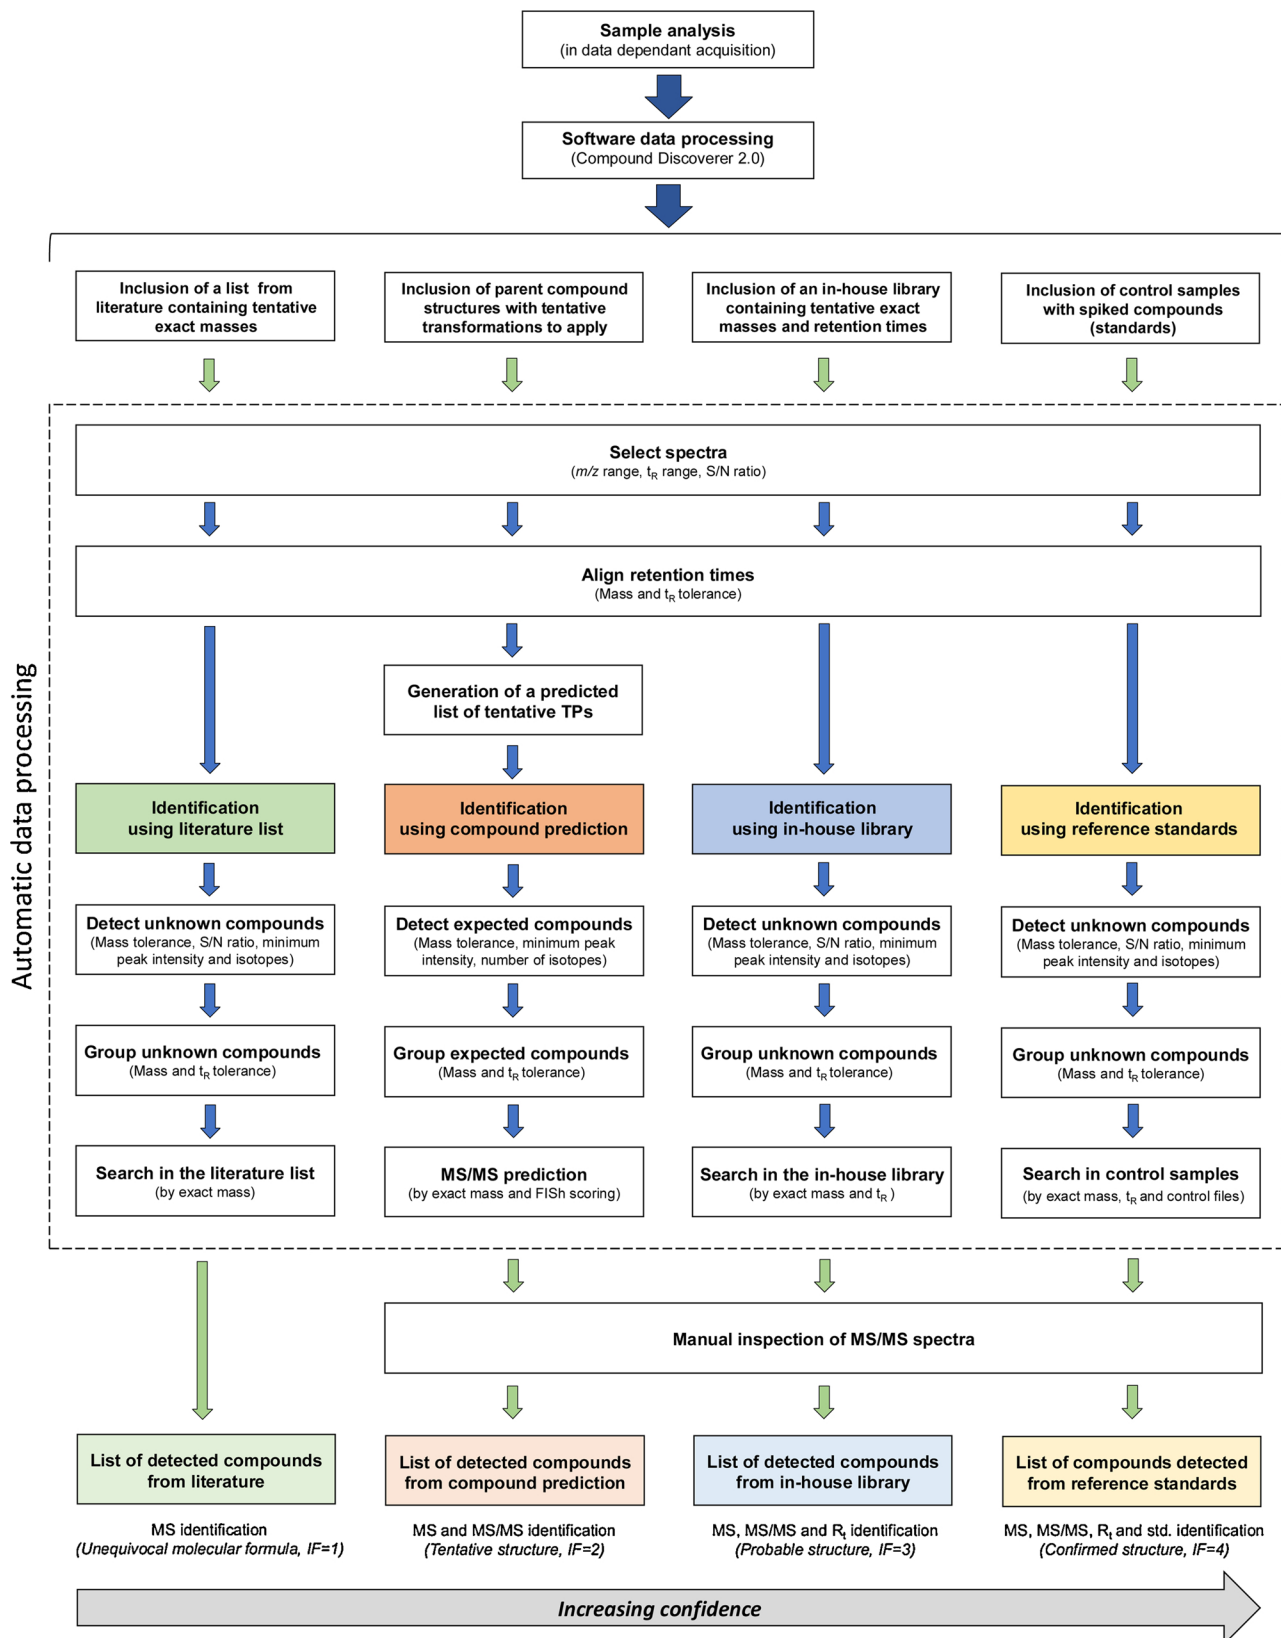 Sample analysis
(in data dependant acquisition)
Software data processing
(Compound Discoverer 2.0)
Inclusion of a list from
literature containing tentative
exact masses
Inclusion of parent compound
structures with tentative
transformations to apply
Inclusion of an in-house library
containing tentative exact
masses and retention times
Inclusion of control samples
with spiked compounds
(standards)
Automatic data processing
Select spectra
(m/z range, tR range, S/N ratio)
Align retention times
(Mass and tR tolerance)
Generation of a predicted
list of tentative TPs
Identification
using literature list
Identification
using compound prediction
Identification
using in-house library
Identification
using reference standards
Detect unknown compounds
(Mass tolerance, S/N ratio, minimum
peak intensity and isotopes)
Detect expected compounds
(Mass tolerance, minimum peak
intensity, number of isotopes)
Detect unknown compounds
(Mass tolerance, S/N ratio, minimum
peak intensity and isotopes)
Detect unknown compounds
(Mass tolerance, S/N ratio, minimum
peak intensity and isotopes)
Group unknown compounds
(Mass and tR tolerance)
Group expected compounds
(Mass and tR tolerance)
Group unknown compounds
(Mass and tR tolerance)
Group unknown compounds
(Mass and tR tolerance)
Search in the literature list
(by exact mass)
MS/MS prediction
(by exact mass and FISh scoring)
Search in the in-house library
(by exact mass and tR )
Search in control samples
(by exact mass, tR and control files)
Manual inspection of MS/MS spectra
List of detected compounds
from literature
List of detected compounds
from compound prediction
List of detected compounds
from in-house library
List of compounds detected
from reference standards
MS identification
(Unequivocal molecular formula, IF=1)
MS and MS/MS identification
(Tentative structure, IF=2)
MS, MS/MS and Rt identification
(Probable structure, IF=3)
MS, MS/MS, Rt and std. identification
(Confirmed structure, IF=4)
Increasing confidence